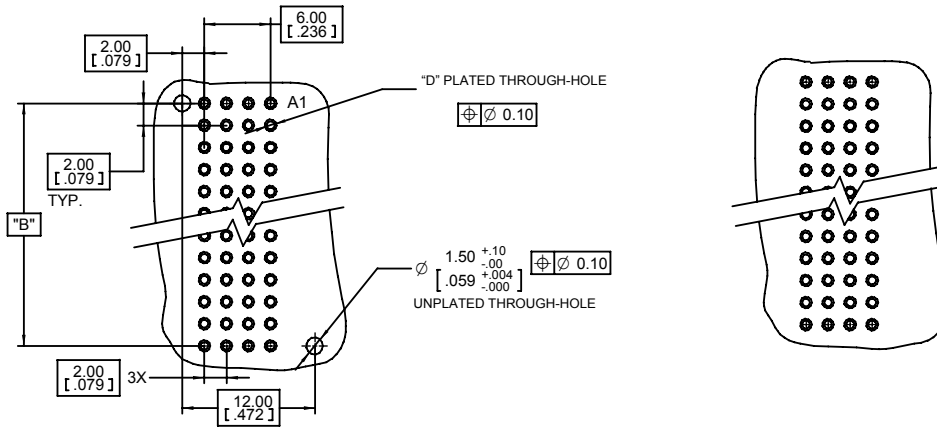 6.00
[.236]
2.00
[.079]
A1
"D" PLATED THROUGH-HOLE
⌖ Ø 0.10
2.00
[.079]
TYP.
"B"
Ø 1.50 +.10 -.00
[.059 +.004 -.000]
⌖ Ø 0.10
UNPLATED THROUGH-HOLE
2.00
[.079]
3X
12.00
[.472]